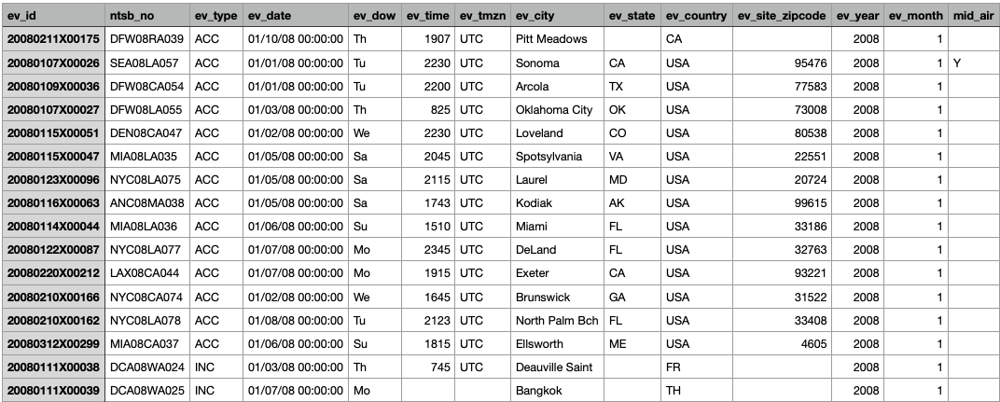 ev_id ntsb_no ev_type ev_date ev_dow ev_time ev_tmzn ev_city ev_state ev_country ev_site_zipcode ev_year ev_month mid_air
20080211X00175 DFW08RA039 ACC 01/10/08 00:00:00 Th 1907 UTC Pitt Meadows CA 2008 1
20080107X00026 SEA08LA057 ACC 01/01/08 00:00:00 Tu 2230 UTC Sonoma CA USA 95476 2008 1 Y
20080109X00036 DFW08CA054 ACC 01/01/08 00:00:00 Tu 2200 UTC Arcola TX USA 77583 2008 1
20080107X00027 DFW08LA055 ACC 01/03/08 00:00:00 Th 825 UTC Oklahoma City OK USA 73008 2008 1
20080115X00051 DEN08CA047 ACC 01/02/08 00:00:00 We 2230 UTC Loveland CO USA 80538 2008 1
20080115X00047 MIA08LA035 ACC 01/05/08 00:00:00 Sa 2045 UTC Spotsylvania VA USA 22551 2008 1
20080123X00096 NYC08LA075 ACC 01/05/08 00:00:00 Sa 2115 UTC Laurel MD USA 20724 2008 1
20080116X00063 ANC08MA038 ACC 01/05/08 00:00:00 Sa 1743 UTC Kodiak AK USA 99615 2008 1
20080114X00044 MIA08LA036 ACC 01/06/08 00:00:00 Su 1510 UTC Miami FL USA 33186 2008 1
20080122X00087 NYC08LA077 ACC 01/07/08 00:00:00 Mo 2345 UTC DeLand FL USA 32763 2008 1
20080220X00212 LAX08CA044 ACC 01/07/08 00:00:00 Mo 1915 UTC Exeter CA USA 93221 2008 1
20080210X00166 NYC08CA074 ACC 01/02/08 00:00:00 We 1645 UTC Brunswick GA USA 31522 2008 1
20080210X00162 NYC08LA078 ACC 01/08/08 00:00:00 Tu 2123 UTC North Palm Bch FL USA 33408 2008 1
20080312X00299 MIA08CA037 ACC 01/06/08 00:00:00 Su 1815 UTC Ellsworth ME USA 4605 2008 1
20080111X00038 DCA08WA024 INC 01/03/08 00:00:00 Th 745 UTC Deauville Saint FR 2008 1
20080111X00039 DCA08WA025 INC 01/07/08 00:00:00 Mo Bangkok TH 2008 1